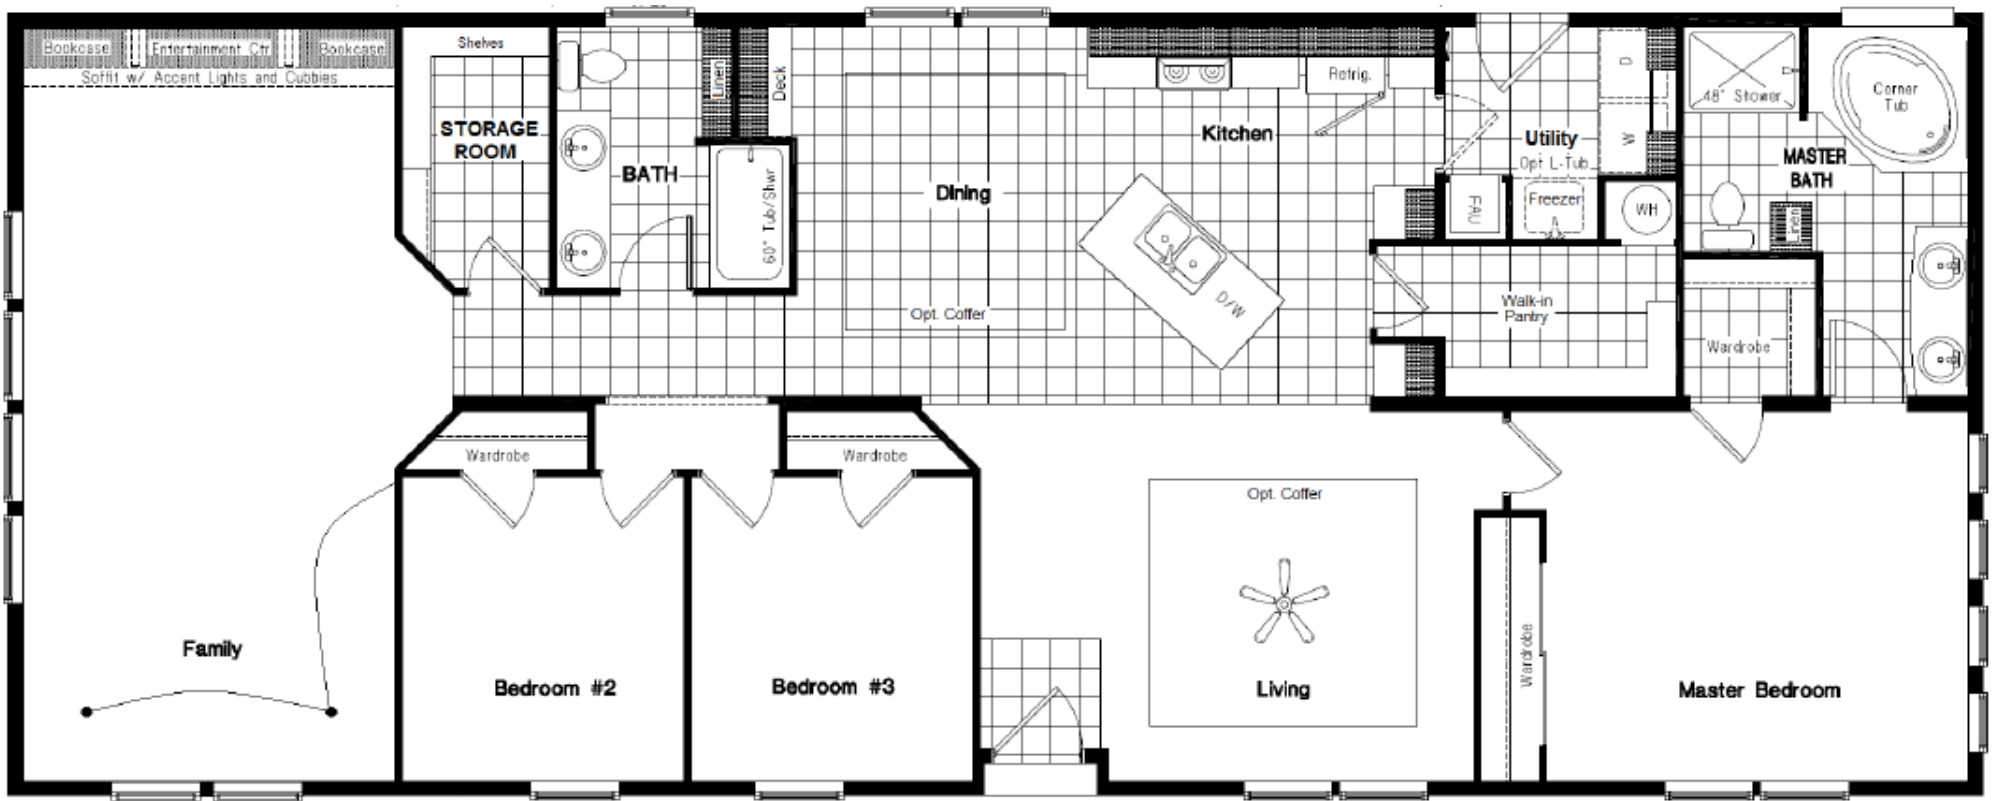 Bookcase
Entertainment Ctr
Bookcase
Soffit w/ Accent Lights and Cubbies
Shelves
STORAGE
ROOM
BATH
Linen
Deck
60" Tub/Shwr
Dining
Opt. Coffer
Kitchen
Refrig.
D/W
Utility
Opt L-Tub
D
W
FAU
Freezer
WH
Walk-in
Pantry
48" Shower
Corner
Tub
MASTER
BATH
Linen
Wardrobe
Wardrobe
Wardrobe
Opt. Coffer
Family
Bedroom #2
Bedroom #3
Living
Wardrobe
Master Bedroom